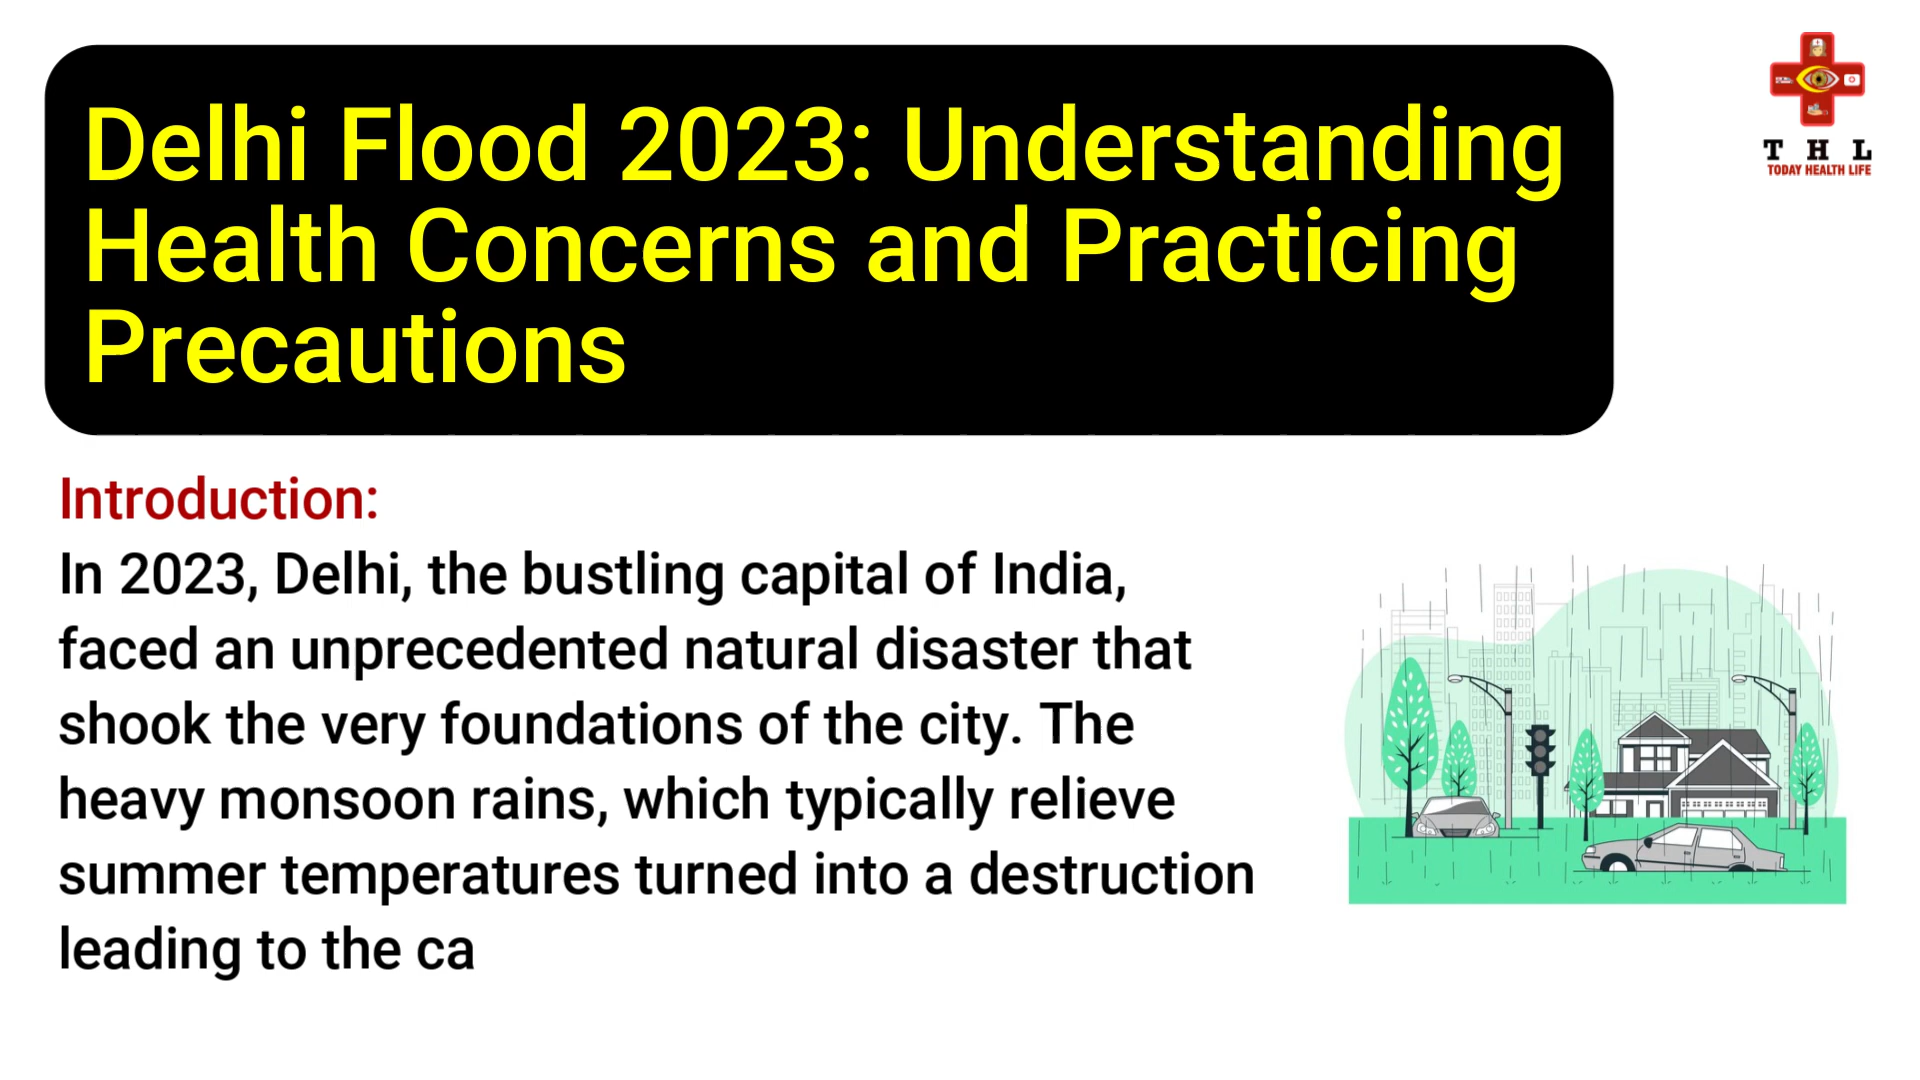 Delhi Flood 2023: Understanding
Health Concerns and Practicing
Precautions
T H L
TODAY HEALTH LIFE
Introduction:
In 2023, Delhi, the bustling capital of India,
faced an unprecedented natural disaster that
shook the very foundations of the city. The
heavy monsoon rains, which typically relieve
summer temperatures turned into a destruction
leading to the ca